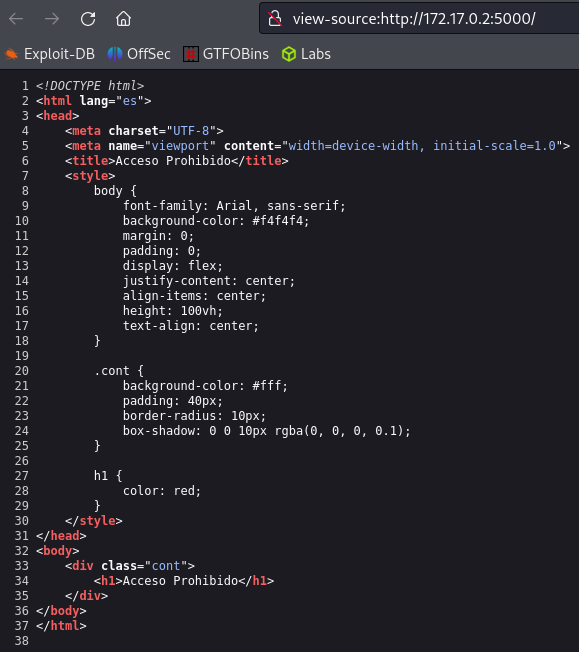 view-source:http://172.17.0.2:5000/
Exploit-DB OffSec GTFOBins Labs
1 <!DOCTYPE html>
2 <html lang="es">
3 <head>
4     <meta charset="UTF-8">
5     <meta name="viewport" content="width=device-width, initial-scale=1.0">
6     <title>Acceso Prohibido</title>
7     <style>
8         body {
9             font-family: Arial, sans-serif;
10             background-color: #f4f4f4;
11             margin: 0;
12             padding: 0;
13             display: flex;
14             justify-content: center;
15             align-items: center;
16             height: 100vh;
17             text-align: center;
18         }
19
20         .cont {
21             background-color: #fff;
22             padding: 40px;
23             border-radius: 10px;
24             box-shadow: 0 0 10px rgba(0, 0, 0, 0.1);
25         }
26
27         h1 {
28             color: red;
29         }
30     </style>
31 </head>
32 <body>
33     <div class="cont">
34         <h1>Acceso Prohibido</h1>
35     </div>
36 </body>
37 </html>
38